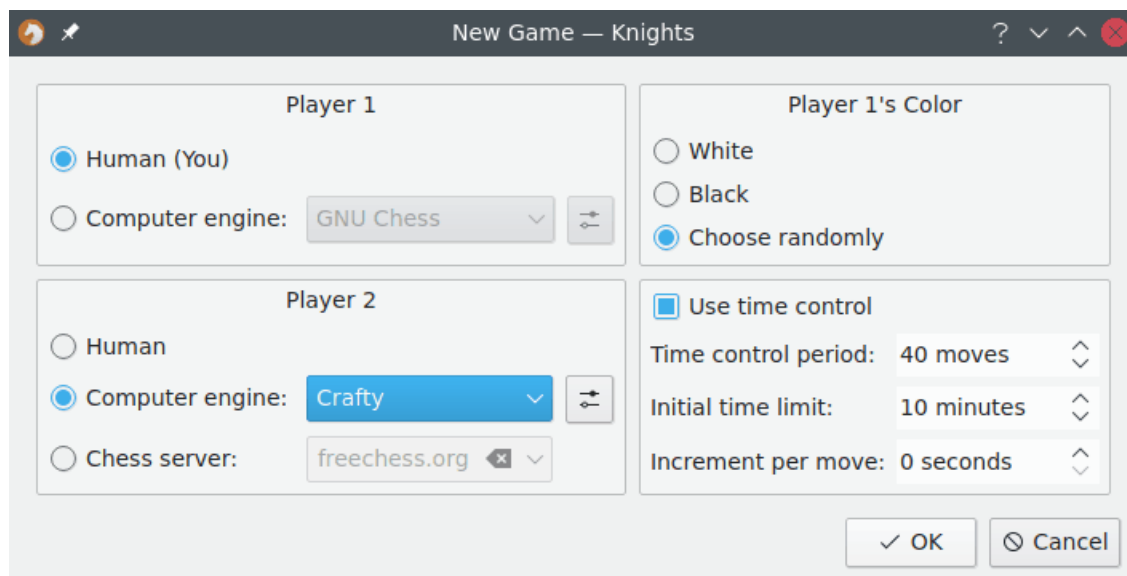 New Game — Knights
Player 1
Human (You)
Computer engine: GNU Chess
Player 1's Color
White
Black
Choose randomly
Player 2
Human
Computer engine: Crafty
Chess server: freechess.org
Use time control
Time control period: 40 moves
Initial time limit: 10 minutes
Increment per move: 0 seconds
OK Cancel